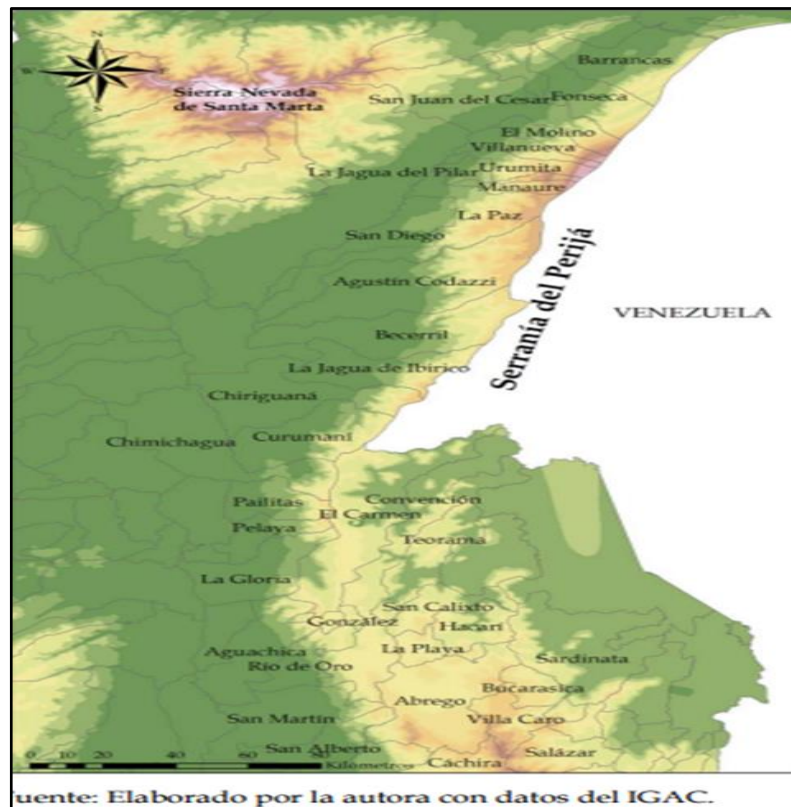 N
W E
S
Sierra Nevada
de Santa Marta
Barrancas
San Juan del Cesar
Fonseca
El Molino
Villanueva
La Jagua del Pilar
Urumita
Manaure
La Paz
San Diego
Serranía del Perijá
Agustín Codazzi
VENEZUELA
Becerril
La Jagua de Ibirico
Chiriguaná
Chimichagua
Curumaní
Pailitas
Convención
El Carmen
Pelaya
Teorama
La Gloria
San Calixto
González
Hacarí
La Playa
Aguachica
Río de Oro
Sardinata
Bucarasica
Abrego
San Martín
Villa Caro
San Alberto
Salázar
Cáchira
0 10 20 40 60
Kilómetros
uente: Elaborado por la autora con datos del IGAC.